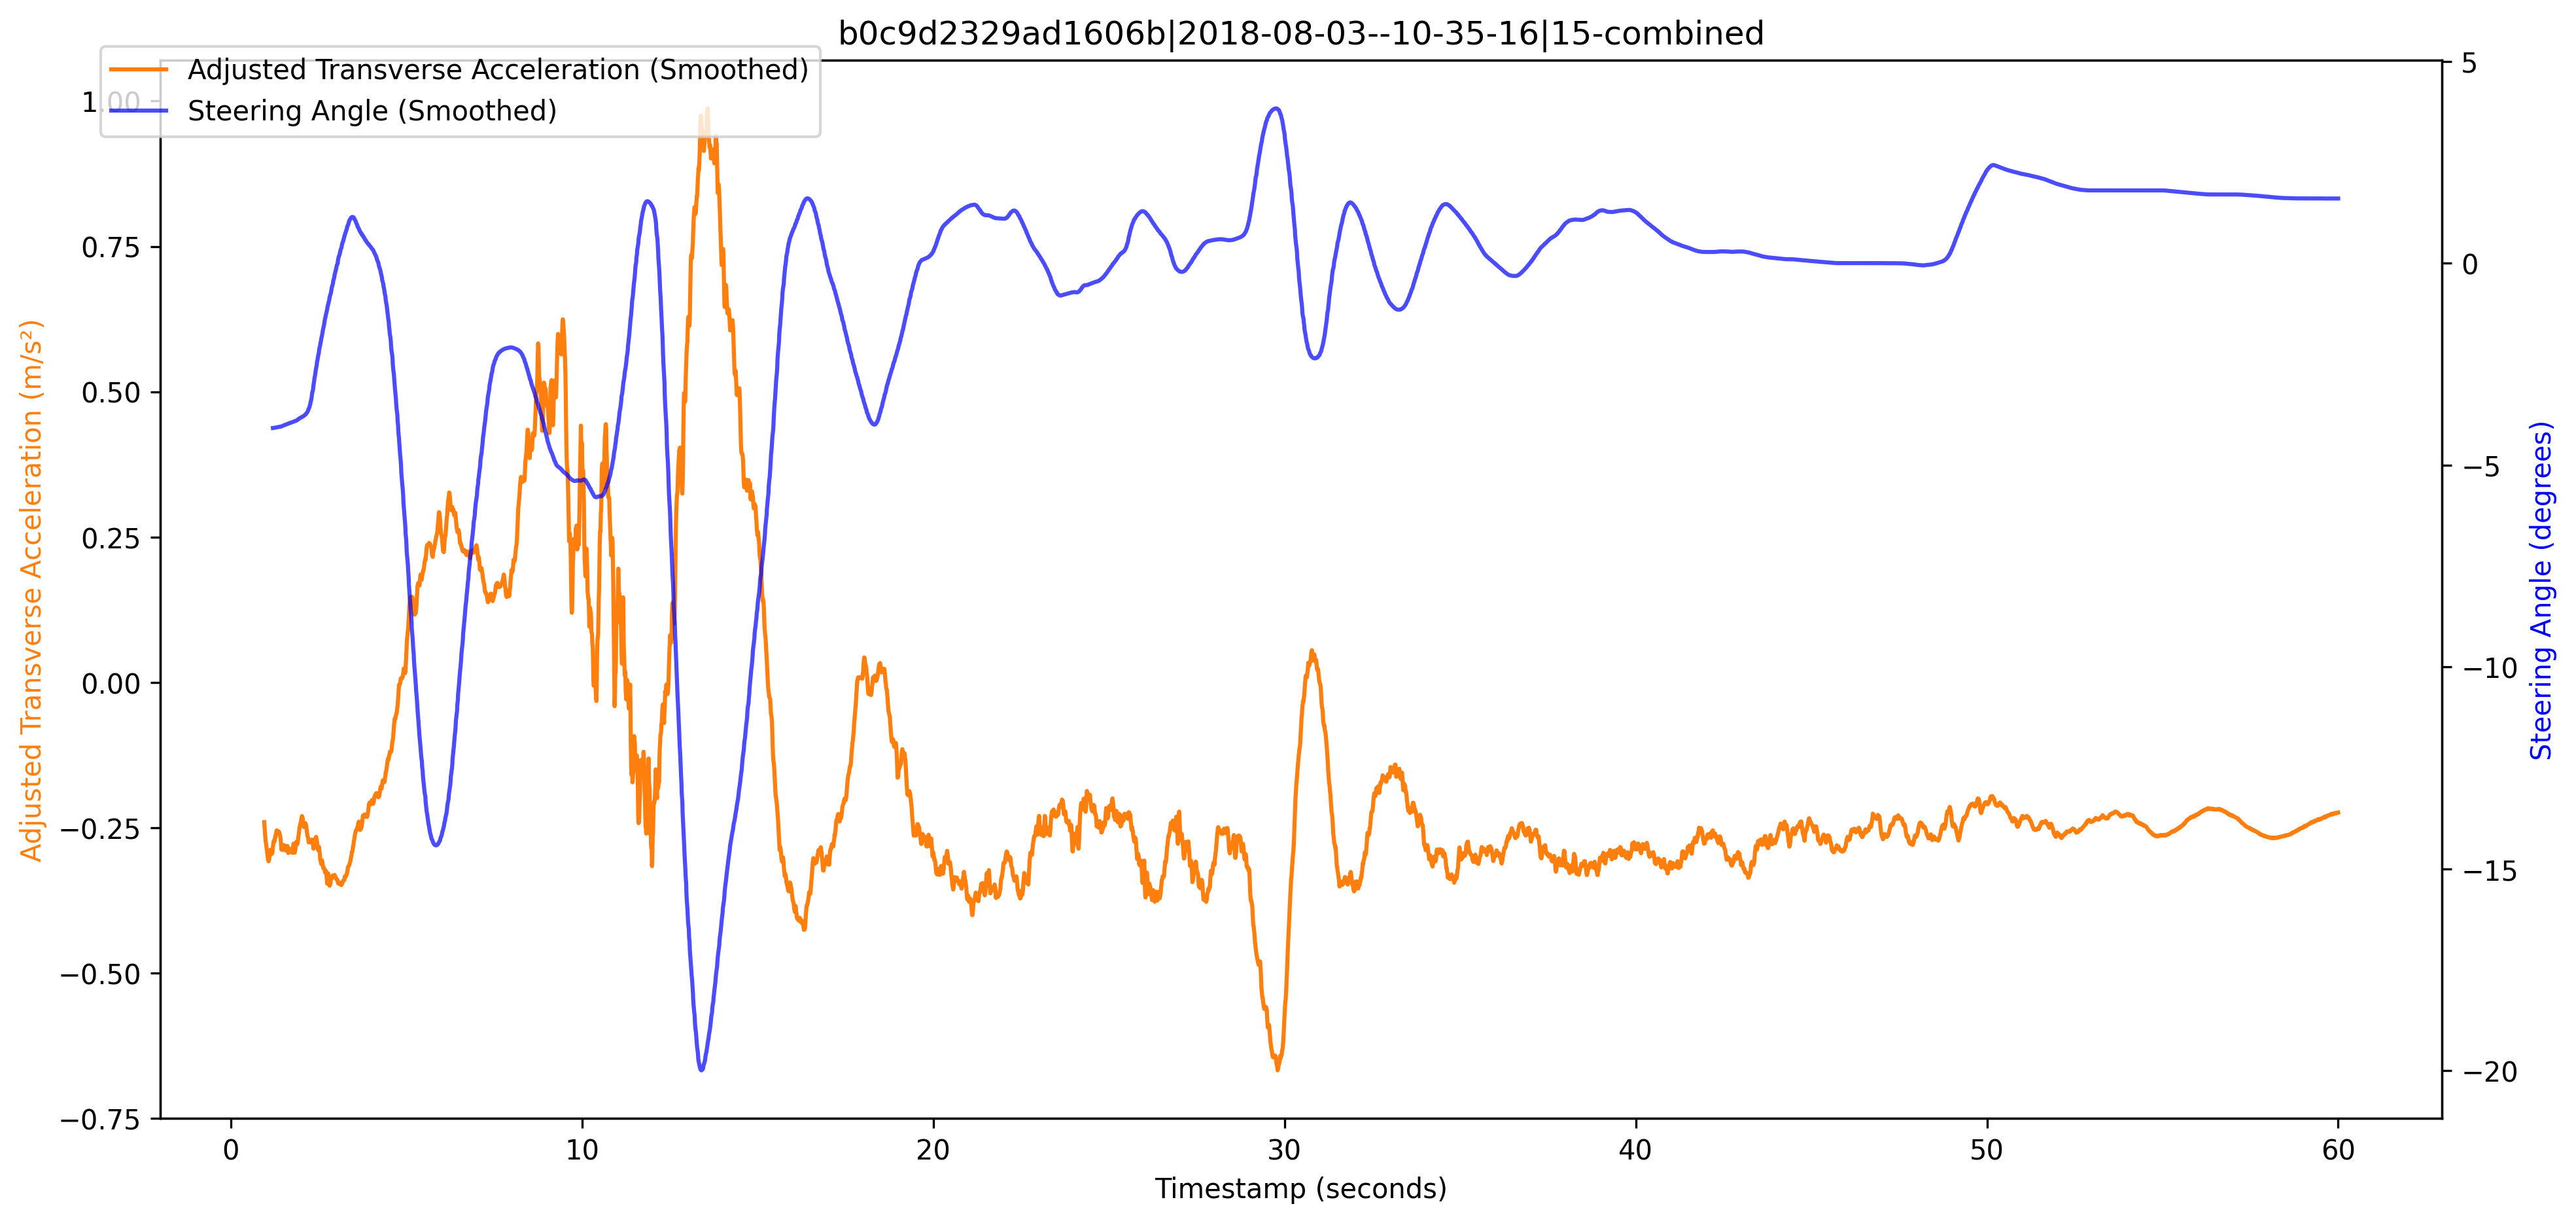 b0c9d2329ad1606b|2018-08-03--10-35-16|15-combined
Adjusted Transverse Acceleration (Smoothed)
Steering Angle (Smoothed)
Adjusted Transverse Acceleration (m/s²)
1.00
0.75
0.50
0.25
0.00
−0.25
−0.50
−0.75
5
0
−5
−10
−15
−20
Steering Angle (degrees)
0 10 20 30 40 50 60
Timestamp (seconds)